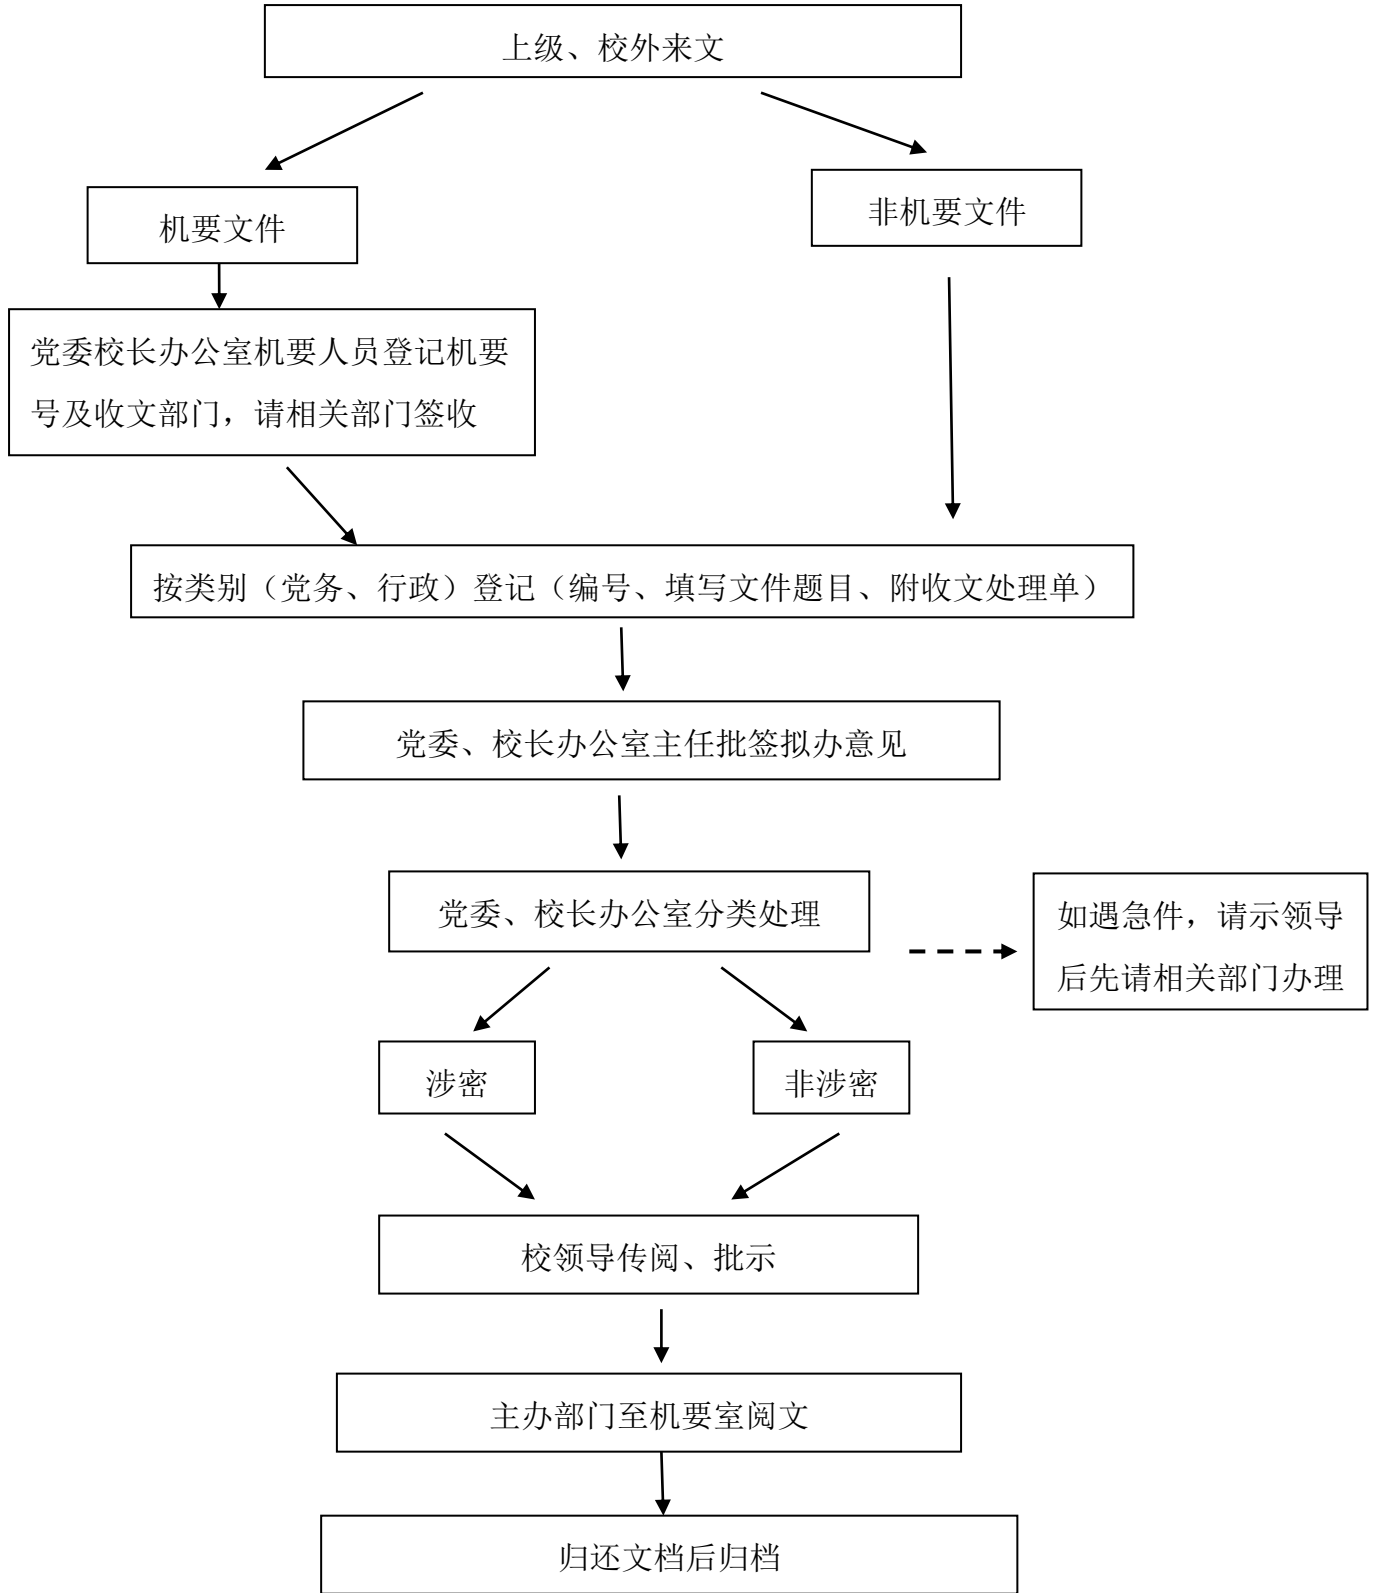 上级、校外来文
机要文件
非机要文件
党委校长办公室机要人员登记机要
号及收文部门，请相关部门签收
按类别（党务、行政）登记（编号、填写文件题目、附收文处理单）
党委、校长办公室主任批签拟办意见
党委、校长办公室分类处理
如遇急件，请示领导
后先请相关部门办理
涉密
非涉密
校领导传阅、批示
主办部门至机要室阅文
归还文档后归档